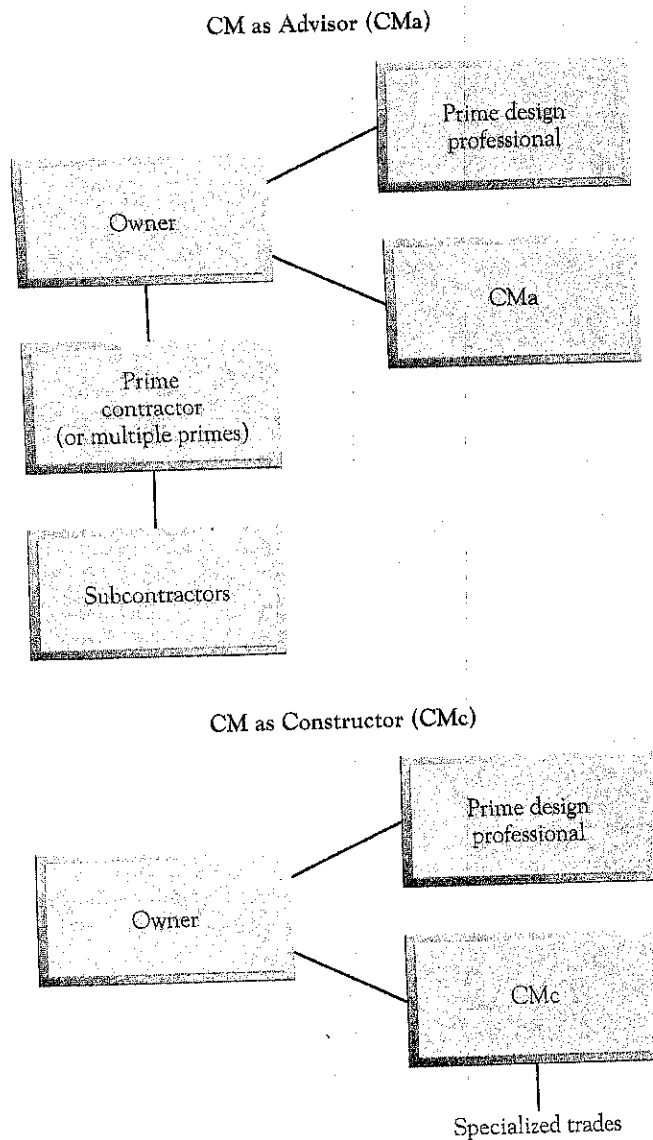 CM as Advisor (CMa)
Prime design
professional
Owner
CMa
Prime
contractor
(or multiple primes)
Subcontractors
CM as Constructor (CMc)
Prime design
professional
Owner
CMc
Specialized trades